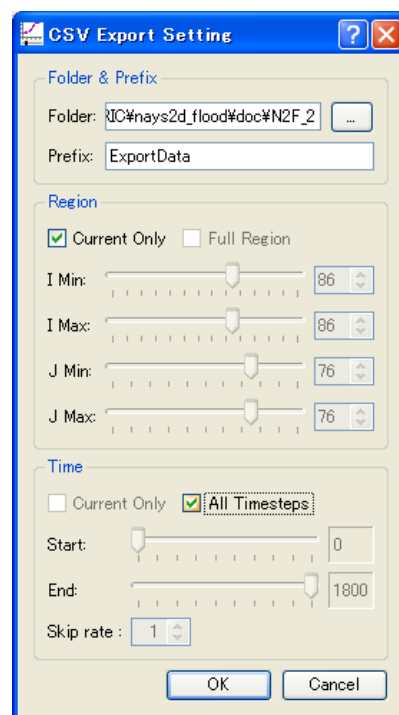 CSV Export Setting
Folder & Prefix
Folder: RIC¥nays2d_flood¥doc¥N2F_2 ...
Prefix: ExportData
Region
Current Only Full Region
I Min: 86
I Max: 86
J Min: 76
J Max: 76
Time
Current Only All Timesteps
Start: 0
End: 1800
Skip rate : 1
OK Cancel